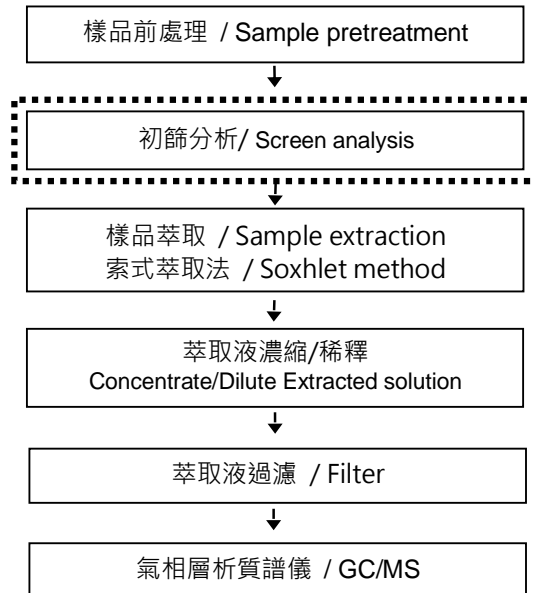 樣品前處理 / Sample pretreatment
初篩分析/ Screen analysis
樣品萃取 / Sample extraction
索式萃取法 / Soxhlet method
萃取液濃縮/稀釋
Concentrate/Dilute Extracted solution
萃取液過濾 / Filter
氣相層析質譜儀 / GC/MS